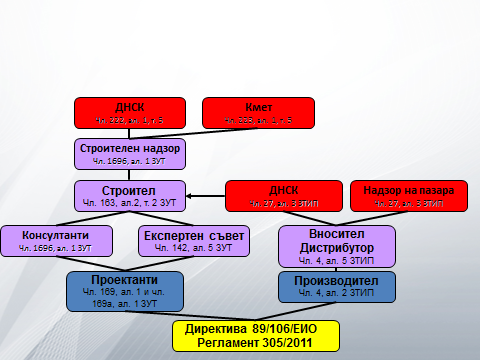 ДНСК
Чл. 222, ал. 1, т. 5
Кмет
Чл. 223, ал. 1, т. 5
Строителен надзор
Чл. 169б, ал. 1 ЗУТ
Строител
Чл. 163, ал.2, т. 2 ЗУТ
ДНСК
Чл. 27, ал. 3 ЗТИП
Надзор на пазара
Чл. 27, ал. 3 ЗТИП
Консултанти
Чл. 169б, ал. 1 ЗУТ
Експертен съвет
Чл. 142, ал. 5 ЗУТ
Вносител
Дистрибутор
Чл. 4, ал. 5 ЗТИП
Проектанти
Чл. 169, ал. 1 и чл.
169а, ал. 1 ЗУТ
Производител
Чл. 4, ал. 2 ЗТИП
Директива 89/106/ЕИО
Регламент 305/2011